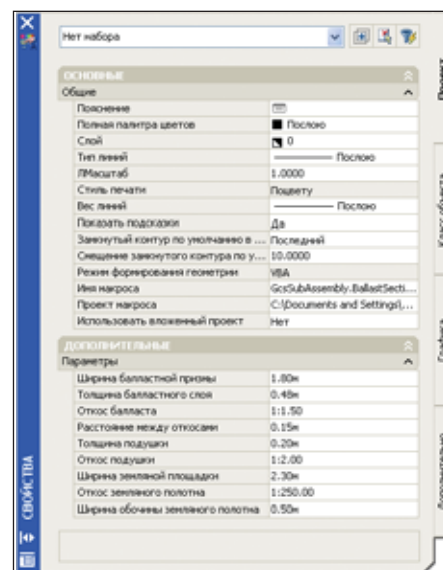 Нет набора
ОСНОВНЫЕ
Общие
Пояснение
Полная палитра цветов Послою
Слой 0
Тип линий Послою
ЛМасштаб 1.0000
Стиль печати Поцвету
Вес линий Послою
Показать подсказки Да
Замкнутый контур по умолчанию в ... Последний
Смещение замкнутого контура по у... 10.0000
Режим формирования геометрии VBA
Имя макроса GcsSubAssembly.BallastSecti...
Проект макроса C:\Documents and Settings\...
Использовать вложенный проект Нет
ДОПОЛНИТЕЛЬНЫЕ
Параметры
Ширина балластной призмы 1.80м
Толщина балластного слоя 0.48м
Откос балласта 1:1.50
Расстояние между откосами 0.15м
Толщина подушки 0.20м
Откос подушки 1:2.00
Ширина земляной площадки 2.30м
Откос земляного полотна 1:250.00
Ширина обочины земляного полотна 0.50м
СВОЙСТВА
Проект
Класс объекта
Графика
Дополнительно